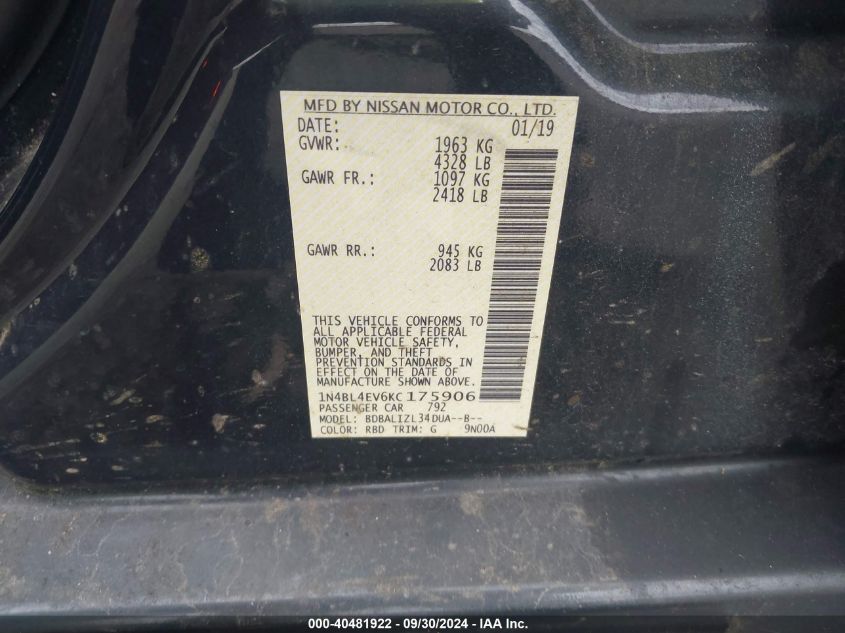 MFD BY NISSAN MOTOR CO., LTD.
DATE: 01/19
GVWR: 1963 KG
4328 LB
GAWR FR.: 1097 KG
2418 LB
GAWR RR.: 945 KG
2083 LB
THIS VEHICLE CONFORMS TO
ALL APPLICABLE FEDERAL
MOTOR VEHICLE SAFETY,
BUMPER, AND THEFT
PREVENTION STANDARDS IN
EFFECT ON THE DATE OF
MANUFACTURE SHOWN ABOVE.
1N4BL4EV6KC175906
PASSENGER CAR 792
MODEL: BDBALIZL34DUA--B--
COLOR: RBD TRIM: G 9N00A
000-40481922 - 09/30/2024 - IAA